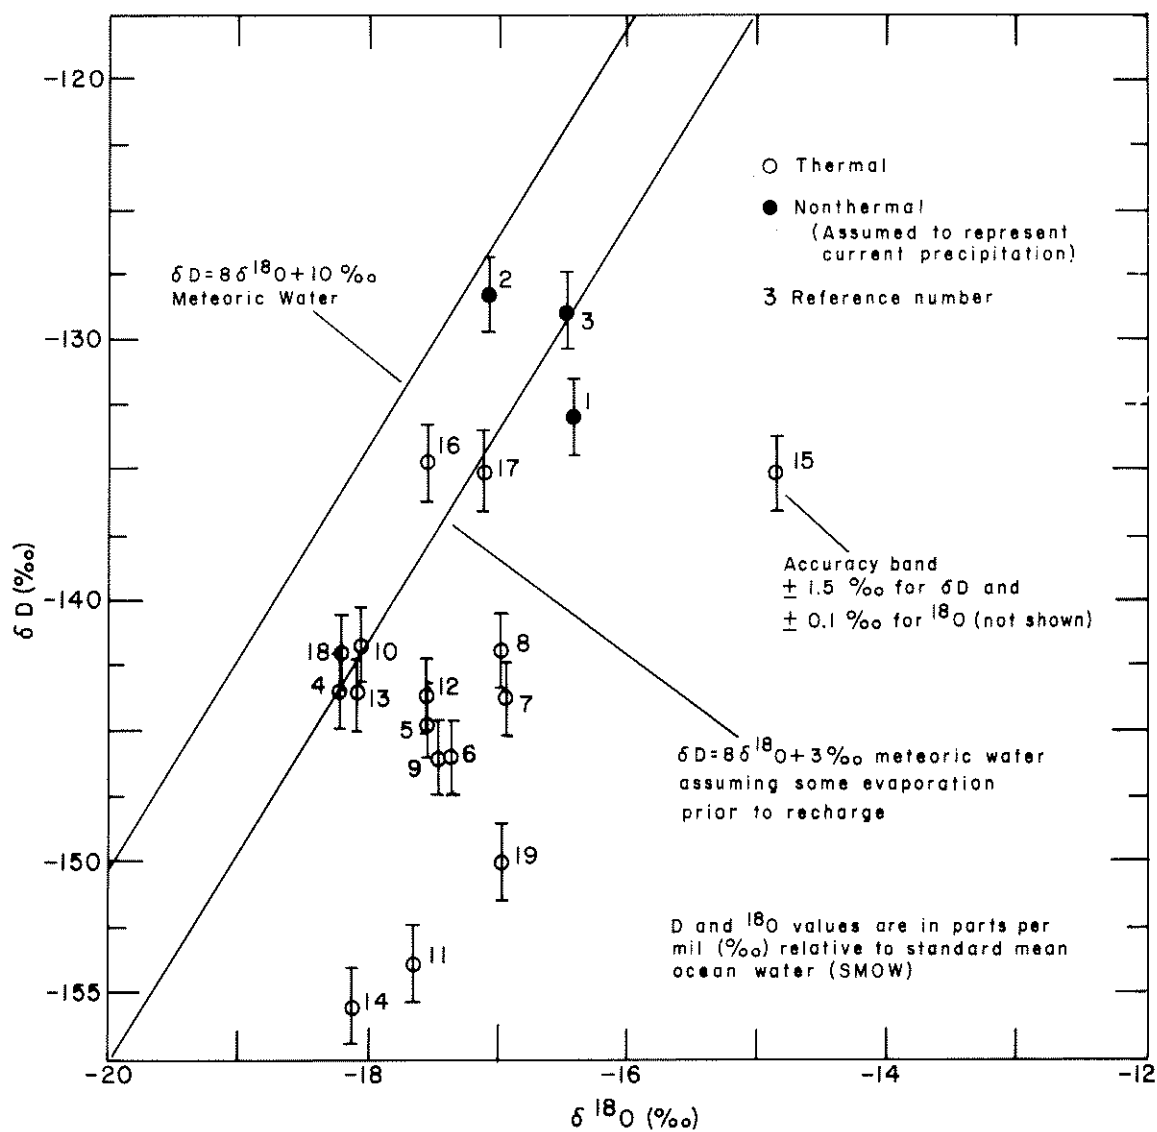 -120
-130
-140
-150
-155
δ D (‰)
-20
-18
-16
-14
-12
δ ¹⁸O (‰)
○ Thermal
● Nonthermal
(Assumed to represent
current precipitation)
3 Reference number
δ D=8 δ¹⁸O+10 ‰
Meteoric Water
2
3
1
16
17
15
Accuracy band
± 1.5 ‰ for δD and
± 0.1 ‰ for ¹⁸O (not shown)
18
10
8
4
13
12
7
5
9
6
δ D=8 δ¹⁸O+3‰ meteoric water
assuming some evaporation
prior to recharge
19
11
14
D and ¹⁸O values are in parts per
mil (‰) relative to standard mean
ocean water (SMOW)